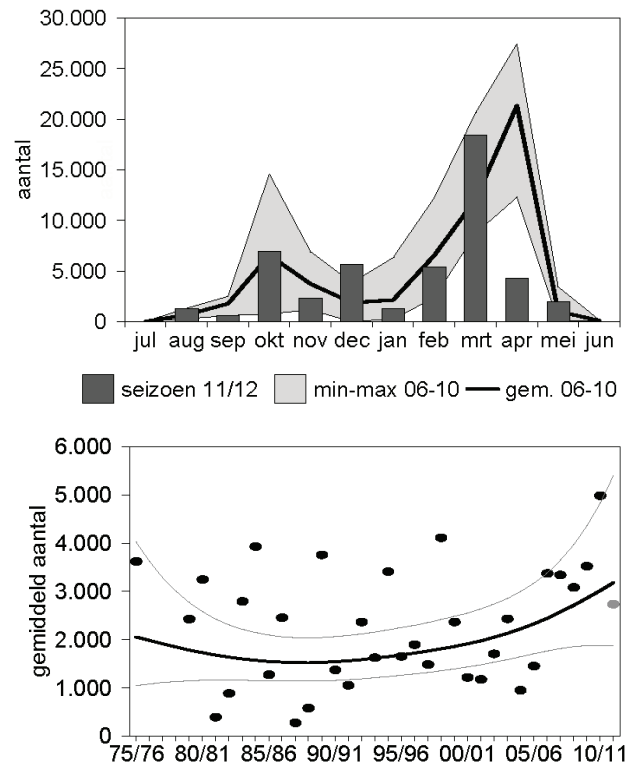 30.000
25.000
20.000
15.000
10.000
5.000
0
aantal
jul aug sep okt nov dec jan feb mrt apr mei jun
seizoen 11/12 min-max 06-10 gem. 06-10
6.000
5.000
4.000
3.000
2.000
1.000
0
gemiddeld aantal
75/76 80/81 85/86 90/91 95/96 00/01 05/06 10/11